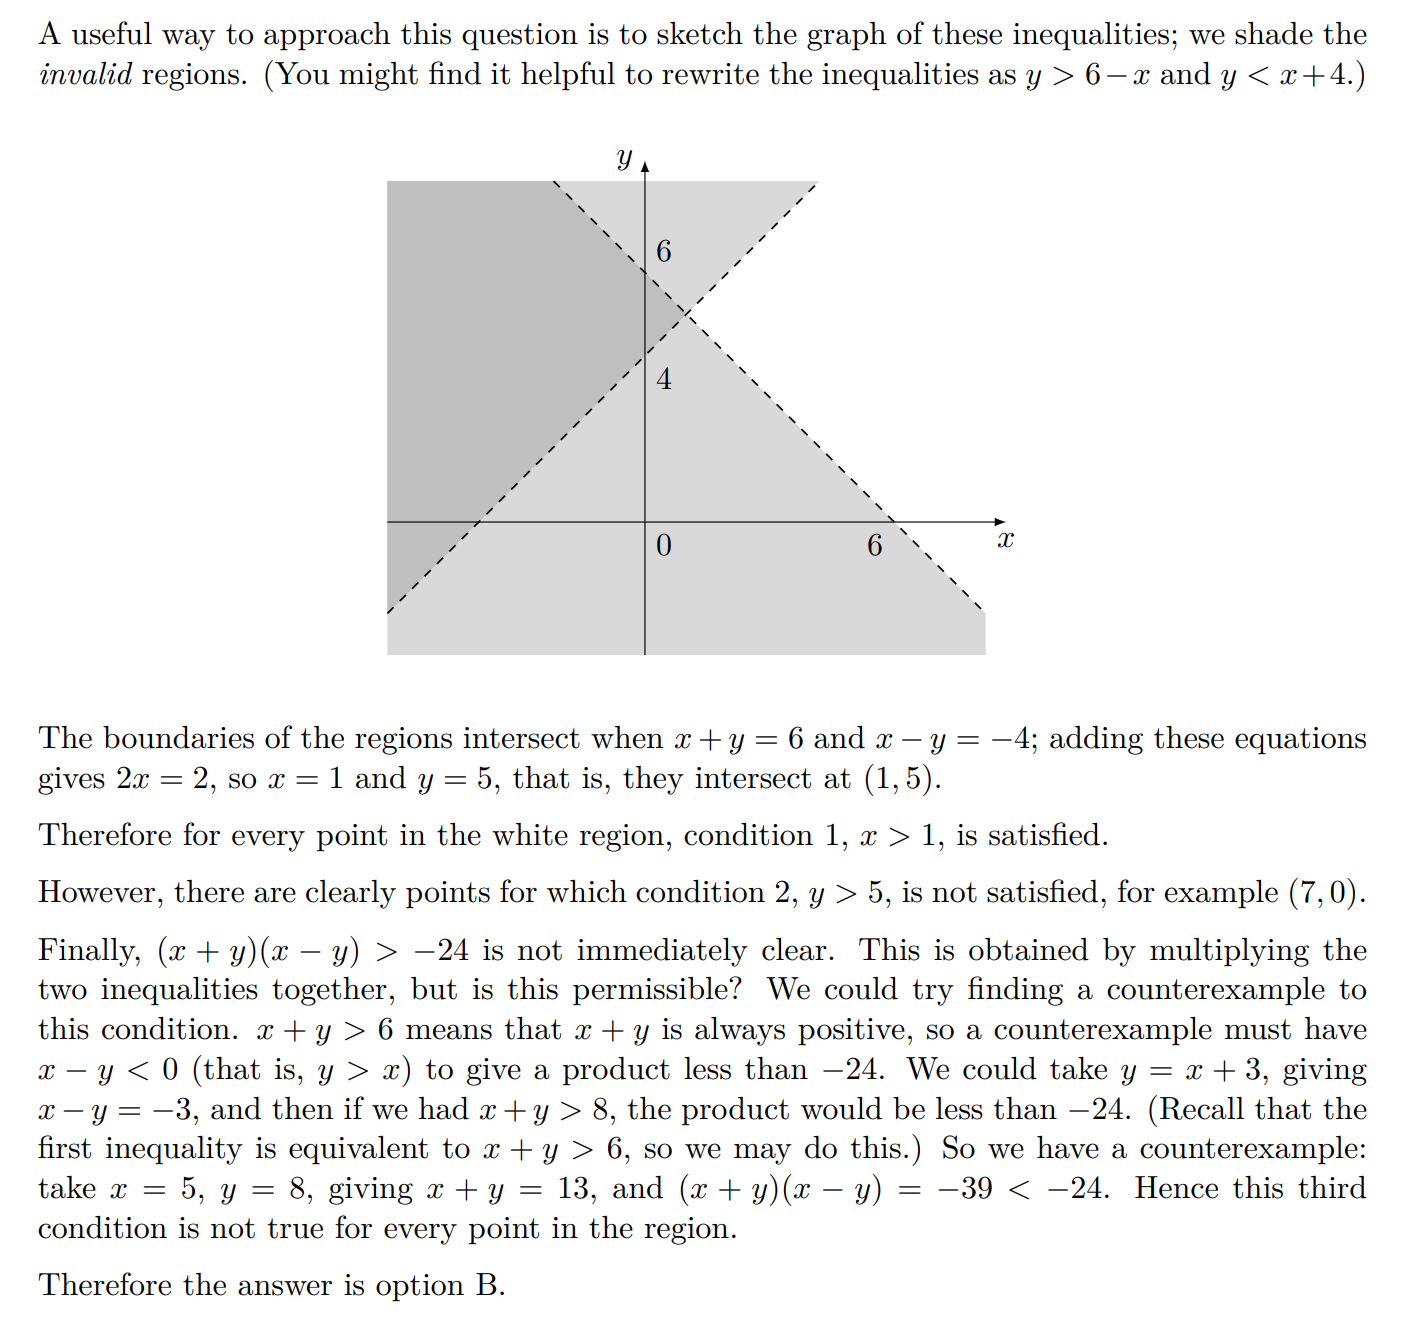 A useful way to approach this question is to sketch the graph of these inequalities; we shade the
invalid regions. (You might find it helpful to rewrite the inequalities as y > 6 − x and y < x + 4.)
y
6
4
0
6
x
The boundaries of the regions intersect when x + y = 6 and x − y = −4; adding these equations
gives 2x = 2, so x = 1 and y = 5, that is, they intersect at (1, 5).
Therefore for every point in the white region, condition 1, x > 1, is satisfied.
However, there are clearly points for which condition 2, y > 5, is not satisfied, for example (7, 0).
Finally, (x + y)(x − y) > −24 is not immediately clear. This is obtained by multiplying the
two inequalities together, but is this permissible? We could try finding a counterexample to
this condition. x + y > 6 means that x + y is always positive, so a counterexample must have
x − y < 0 (that is, y > x) to give a product less than −24. We could take y = x + 3, giving
x − y = −3, and then if we had x + y > 8, the product would be less than −24. (Recall that the
first inequality is equivalent to x + y > 6, so we may do this.) So we have a counterexample:
take x = 5, y = 8, giving x + y = 13, and (x + y)(x − y) = −39 < −24. Hence this third
condition is not true for every point in the region.
Therefore the answer is option B.